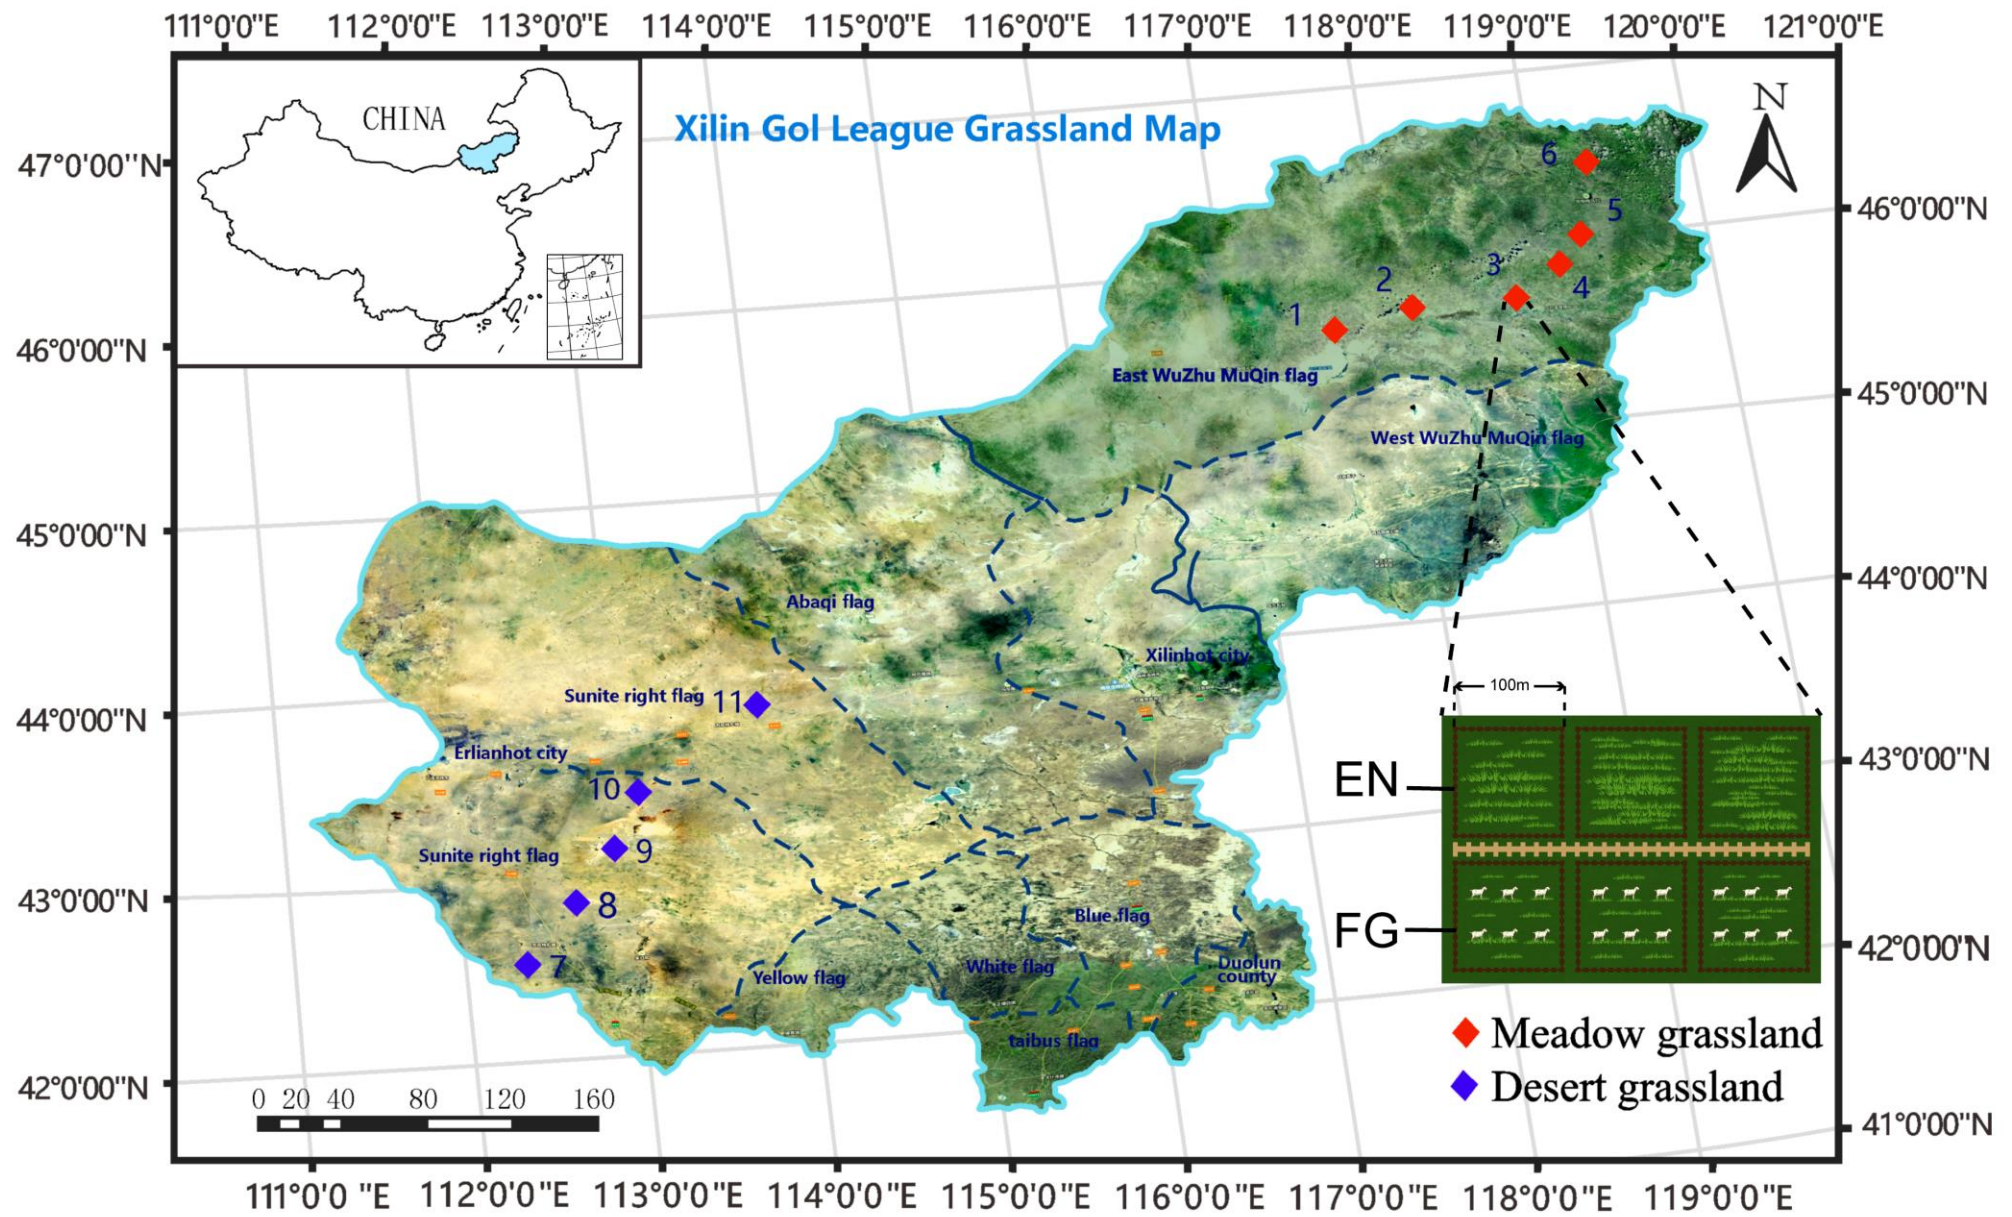 111°0'0"E 112°0'0"E 113°0'0"E 114°0'0"E 115°0'0"E 116°0'0"E 117°0'0"E 118°0'0"E 119°0'0"E 120°0'0"E 121°0'0"E
CHINA
Xilin Gol League Grassland Map
N
47°0'00"N
46°0'00"N
45°0'00"N
44°0'00"N
43°0'00"N
42°0'00"N
46°0'00"N
45°0'00"N
44°0'00"N
43°0'00"N
42°0'00"N
41°0'00"N
6
5
3
4
2
1
East WuZhu MuQin flag
West WuZhu MuQin flag
Abaqi flag
Xilinhot city
Sunite right flag
11
Erlianhot city
10
9
Sunite right flag
8
7
Blue flag
White flag
Duolun
county
Yellow flag
taibus flag
100m
EN
FG
Meadow grassland
Desert grassland
0 20 40 80 120 160
111°0'0 "E 112°0'0"E 113°0'0"E 114°0'0"E 115°0'0"E 116°0'0"E 117°0'0"E 118°0'0"E 119°0'0"E